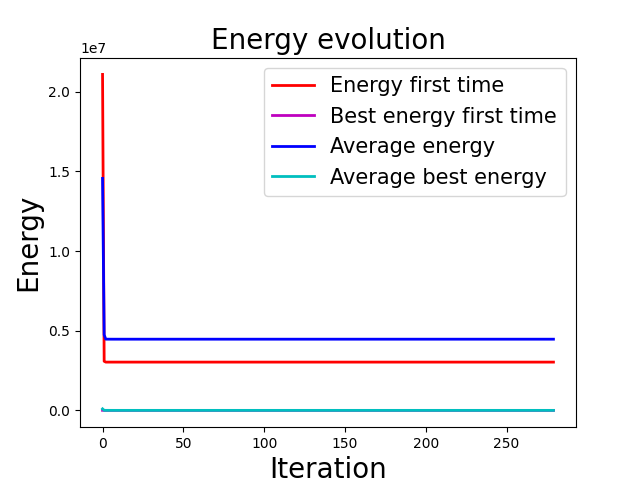 Energy evolution
1e7
Energy first time
Best energy first time
Average energy
Average best energy
2.0
1.5
1.0
0.5
0.0
Energy
0 50 100 150 200 250
Iteration